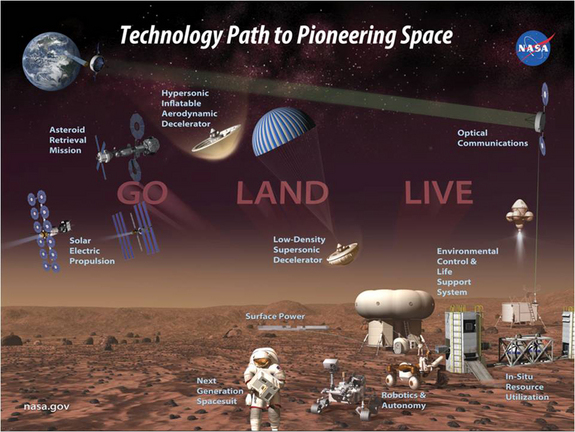 Technology Path to Pioneering Space
NASA
Hypersonic
Inflatable
Aerodynamic
Decelerator
Asteroid
Retrieval
Mission
Optical
Communications
GO
LAND
LIVE
Solar
Electric
Propulsion
Low-Density
Supersonic
Decelerator
Environmental
Control &
Life
Support
System
Surface Power
Next
Generation
Spacesuit
Robotics &
Autonomy
In-Situ
Resource
Utilization
nasa.gov